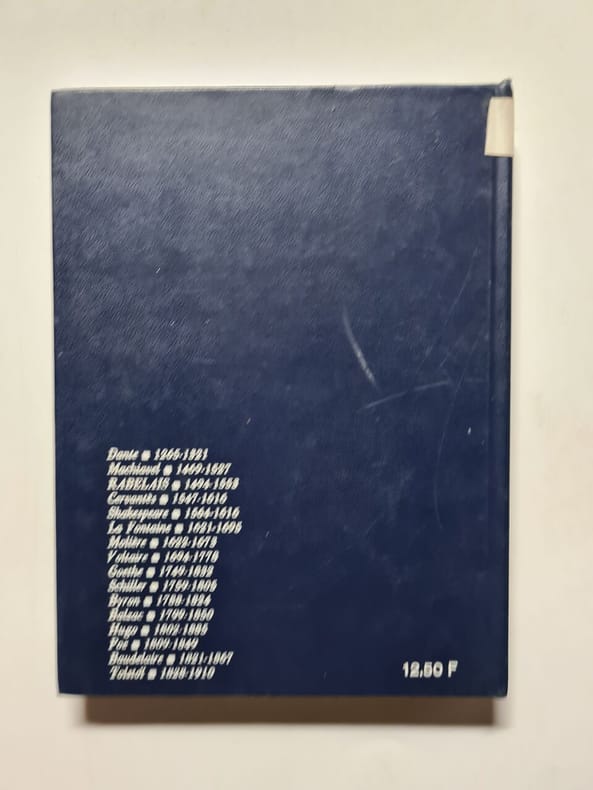 Dante ■ 1265-1321
Machiavel ■ 1469-1527
RABELAIS ■ 1494-1553
Cervantès ■ 1547-1616
Shakespeare ■ 1564-1616
La Fontaine ■ 1621-1695
Molière ■ 1622-1673
Voltaire ■ 1694-1778
Goethe ■ 1749-1832
Schiller ■ 1759-1805
Byron ■ 1788-1824
Balzac ■ 1799-1850
Hugo ■ 1802-1885
Poe ■ 1809-1849
Baudelaire ■ 1821-1867
Tolstoï ■ 1828-1910
12,50 F